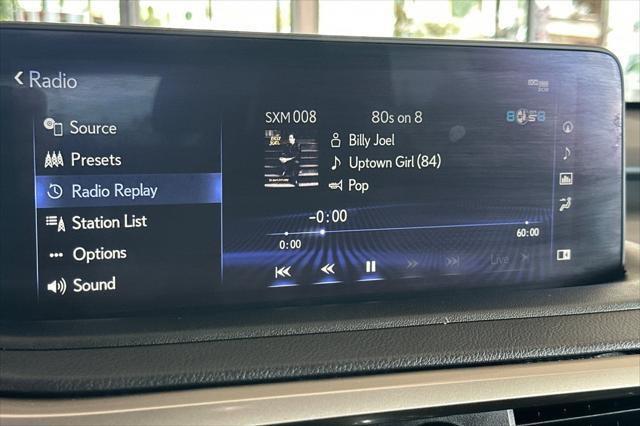 Radio
Source
Presets
Radio Replay
Station List
Options
Sound
SXM 008
80s on 8
Billy Joel
Uptown Girl (84)
Pop
-0:00
0:00
60:00
Live